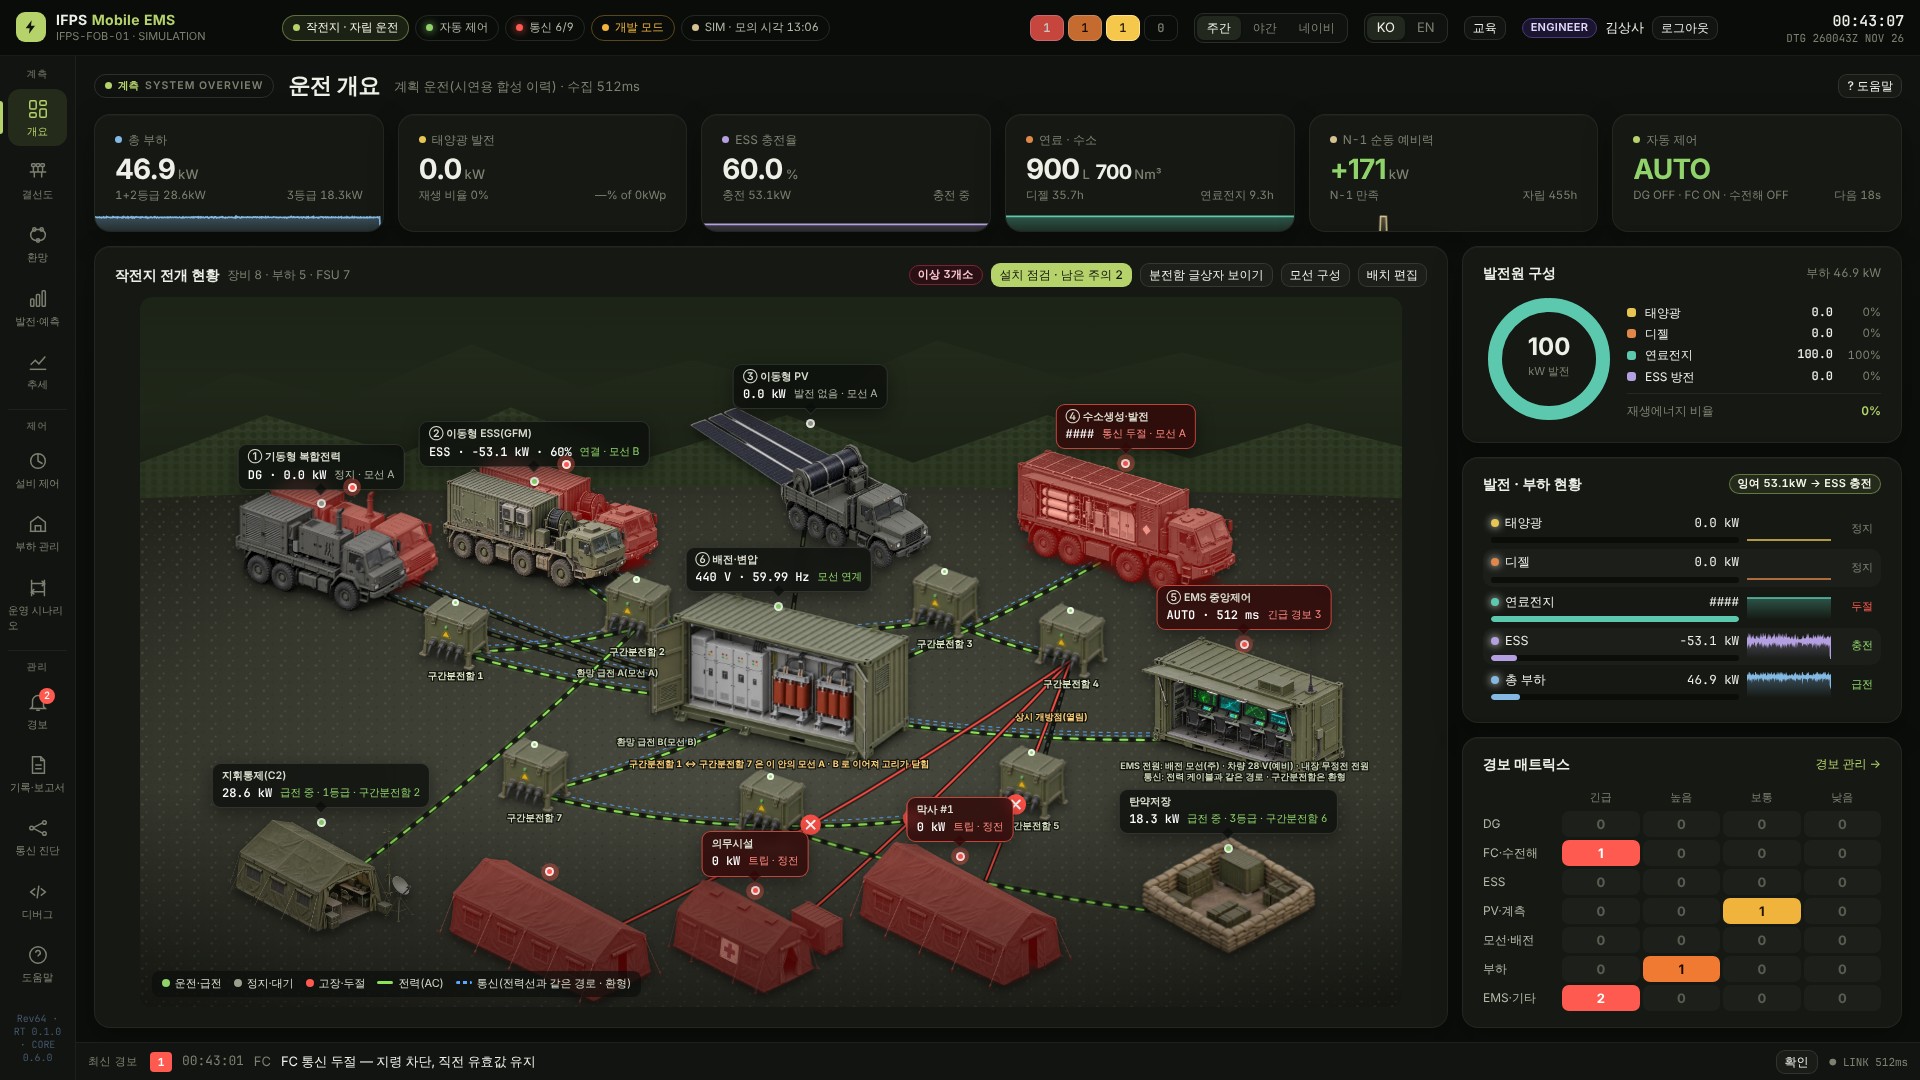 IFPS Mobile EMS
IFPS-FOB-01 · SIMULATION
작전지 · 자립 운전
자동 제어
통신 6/9
개발 모드
SIM · 모의 시각 13:06
1 1 1 0
주간 야간 네이비
KO EN
교육
ENGINEER 김상사 로그아웃
00:43:07
DTG 260043Z NOV 26
계측
개요
결선도
환망
발전·예측
추세
제어
설비 제어
부하 관리
운영 시나리오
관리
2
경보
기록·보고서
통신 진단
디버그
도움말
Rev64 ·
RT 0.1.0
· CORE
0.6.0
계측 SYSTEM OVERVIEW
운전 개요
계획 운전(시연용 합성 이력) · 수집 512ms
? 도움말
총 부하
46.9 kW
1+2등급 28.6kW 3등급 18.3kW
태양광 발전
0.0 kW
재생 비율 0% —% of 0kWp
ESS 충전율
60.0 %
충전 53.1kW 충전 중
연료 · 수소
900 L 700 Nm³
디젤 35.7h 연료전지 9.3h
N-1 순동 예비력
+171 kW
N-1 만족 자립 455h
자동 제어
AUTO
DG OFF · FC ON · 수전해 OFF 다음 18s
작전지 전개 현황 장비 8 · 부하 5 · FSU 7
이상 3개소
설치 점검 · 남은 주의 2
분전함 글상자 보이기
모선 구성
배치 편집
③ 이동형 PV
0.0 kW 발전 없음 · 모선 A
④ 수소생성·발전
#### 통신 두절 · 모선 A
② 이동형 ESS(GFM)
ESS · -53.1 kW · 60% 연결 · 모선 B
① 기동형 복합전력
DG · 0.0 kW 정지 · 모선 A
⑥ 배전·변압
440 V · 59.99 Hz 모선 연계
⑤ EMS 중앙제어
AUTO · 512 ms 긴급 경보 3
구간분전함 1
구간분전함 2
환망 급전 A(모선 A)
구간분전함 3
구간분전함 4
상시 개방점(열림)
환망 급전 B(모선 B)
구간분전함 1 ↔ 구간분전함 7 은 이 안의 모선 A · B 로 이어져 고리가 닫힘
EMS 전원: 배전 모선(주) · 차량 28 V(예비) · 내장 무정전 전원
통신: 전력 케이블과 같은 경로 · 구간분전함은 환형
지휘통제(C2)
28.6 kW 급전 중 · 1등급 · 구간분전함 2
구간분전함 7
막사 #1
0 kW 트립 · 정전
간분전함 5
탄약저장
18.3 kW 급전 중 · 3등급 · 구간분전함 6
의무시설
0 kW 트립 · 정전
운전·급전 정지·대기 고장·두절 전력(AC) 통신(전력선과 같은 경로 · 환형)
발전원 구성 부하 46.9 kW
100
kW 발전
태양광 0.0 0%
디젤 0.0 0%
연료전지 100.0 100%
ESS 방전 0.0 0%
재생에너지 비율 0%
발전 · 부하 현황 잉여 53.1kW → ESS 충전
태양광 0.0 kW 정지
디젤 0.0 kW 정지
연료전지 #### 두절
ESS -53.1 kW 충전
총 부하 46.9 kW 급전
경보 매트릭스 경보 관리 →
긴급 높음 보통 낮음
DG 0 0 0 0
FC·수전해 1 0 0 0
ESS 0 0 0 0
PV·계측 0 0 1 0
모선·배전 0 0 0 0
부하 0 1 0 0
EMS·기타 2 0 0 0
최신 경보 1 00:43:01 FC FC 통신 두절 — 지령 차단, 직전 유효값 유지
확인 LINK 512ms